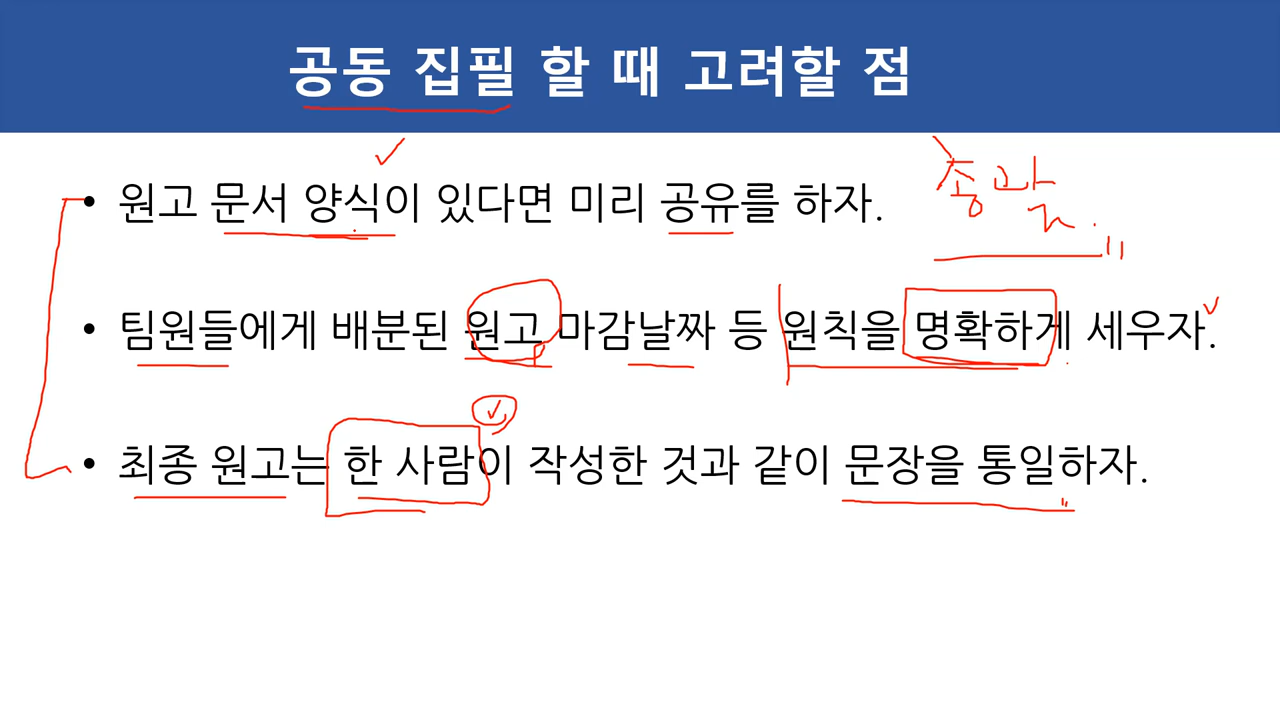 공동 집필 할 때 고려할 점
• 원고 문서 양식이 있다면 미리 공유를 하자.
• 팀원들에게 배분된 원고 마감날짜 등 원칙을 명확하게 세우자.
• 최종 원고는 한 사람이 작성한 것과 같이 문장을 통일하자.